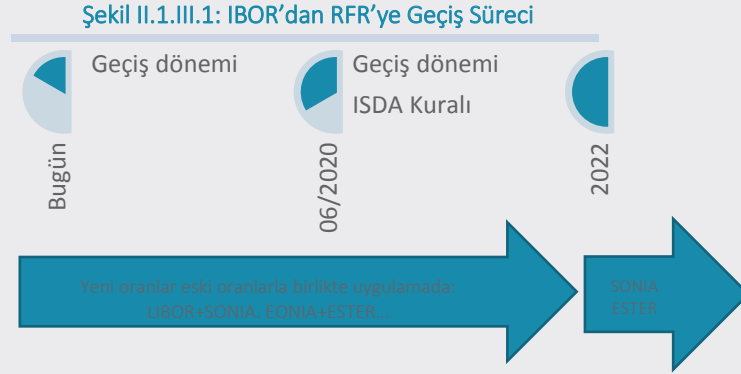 Şekil II.1.III.1: IBOR'dan RFR'ye Geçiş Süreci
Geçiş dönemi
Geçiş dönemi
ISDA Kuralı
Bugün
06/2020
2022
Yeni oranlar eski oranlarla birlikte uygulamada:
LIBOR+SONIA, EONIA+ESTER...
SONIA
ESTER